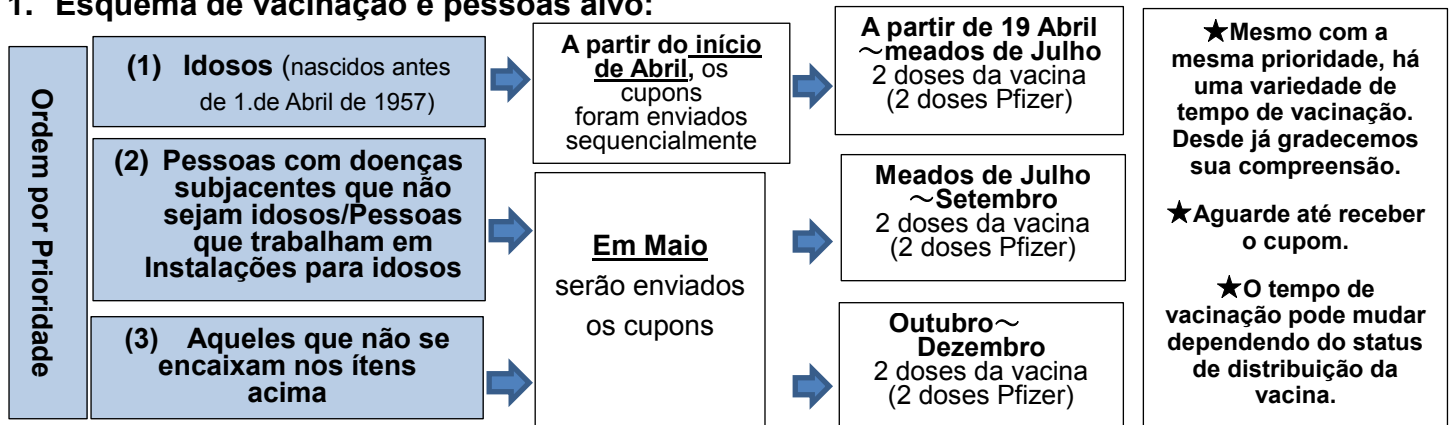 1. Esquema de vacinação e pessoas alvo:
Ordem por Prioridade
(1) Idosos (nascidos antes
de 1.de Abril de 1957)
A partir do início
de Abril, os
cupons
foram enviados
sequencialmente
A partir de 19 Abril
～meados de Julho
2 doses da vacina
(2 doses Pfizer)
(2) Pessoas com doenças
subjacentes que não
sejam idosos/Pessoas
que trabalham em
Instalações para idosos
Em Maio
serão enviados
os cupons
Meados de Julho
～Setembro
2 doses da vacina
(2 doses Pfizer)
(3) Aqueles que não se
encaixam nos ítens
acima
Outubro～
Dezembro
2 doses da vacina
(2 doses Pfizer)
★Mesmo com a
mesma prioridade, há
uma variedade de
tempo de vacinação.
Desde já gradecemos
sua compreensão.
★Aguarde até receber
o cupom.
★O tempo de
vacinação pode mudar
dependendo do status
de distribuição da
vacina.